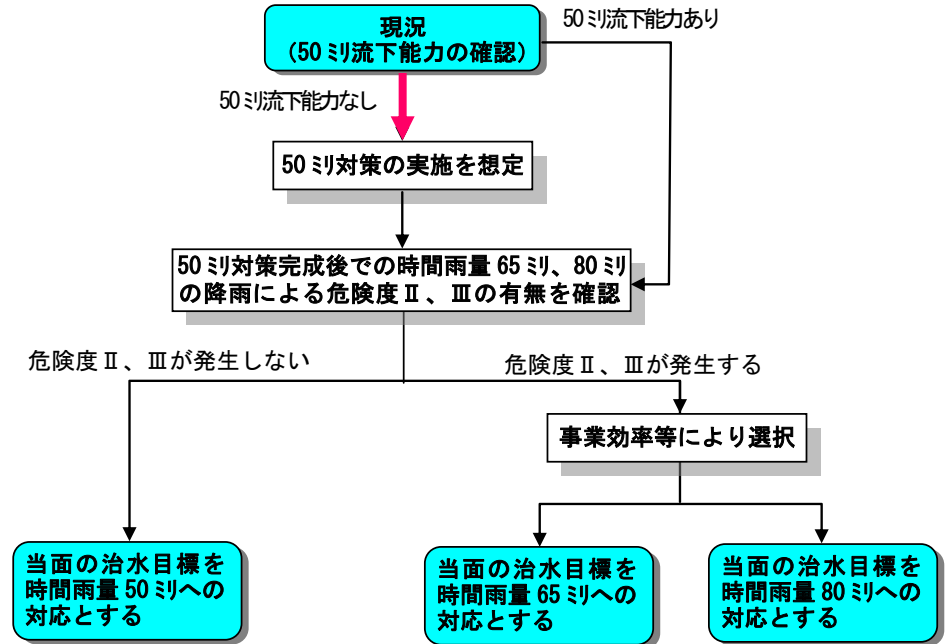 現況
(50ミリ流下能力の確認)
50ミリ流下能力あり
50ミリ流下能力なし
50ミリ対策の実施を想定
50ミリ対策完成後での時間雨量65ミリ、80ミリ
の降雨による危険度Ⅱ、Ⅲの有無を確認
危険度Ⅱ、Ⅲが発生しない
危険度Ⅱ、Ⅲが発生する
事業効率等により選択
当面の治水目標を
時間雨量50ミリへの
対応とする
当面の治水目標を
時間雨量65ミリへの
対応とする
当面の治水目標を
時間雨量80ミリへの
対応とする